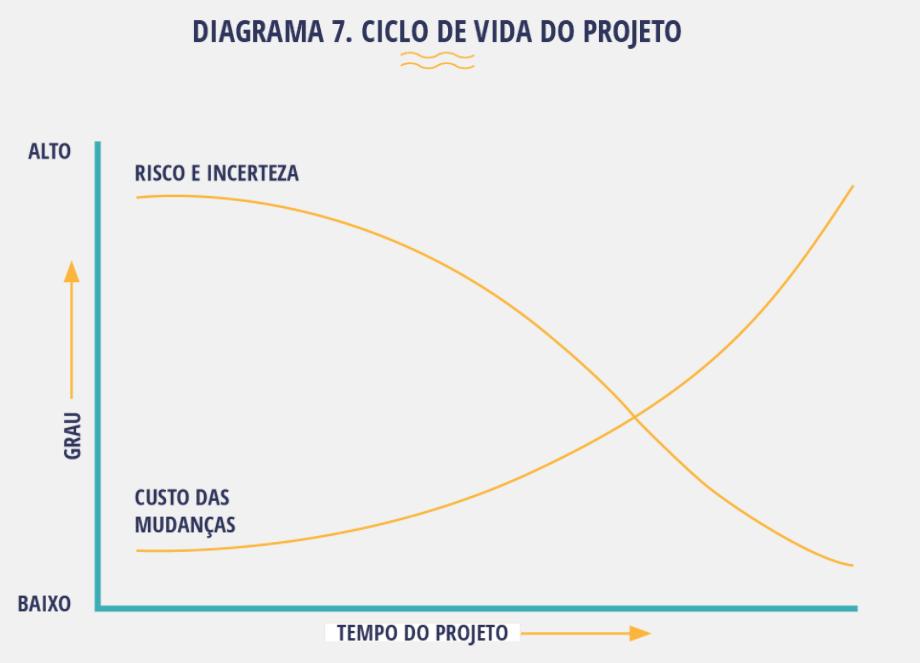 DIAGRAMA 7. CICLO DE VIDA DO PROJETO
ALTO
RISCO E INCERTEZA
GRAU
CUSTO DAS
MUDANÇAS
BAIXO
TEMPO DO PROJETO